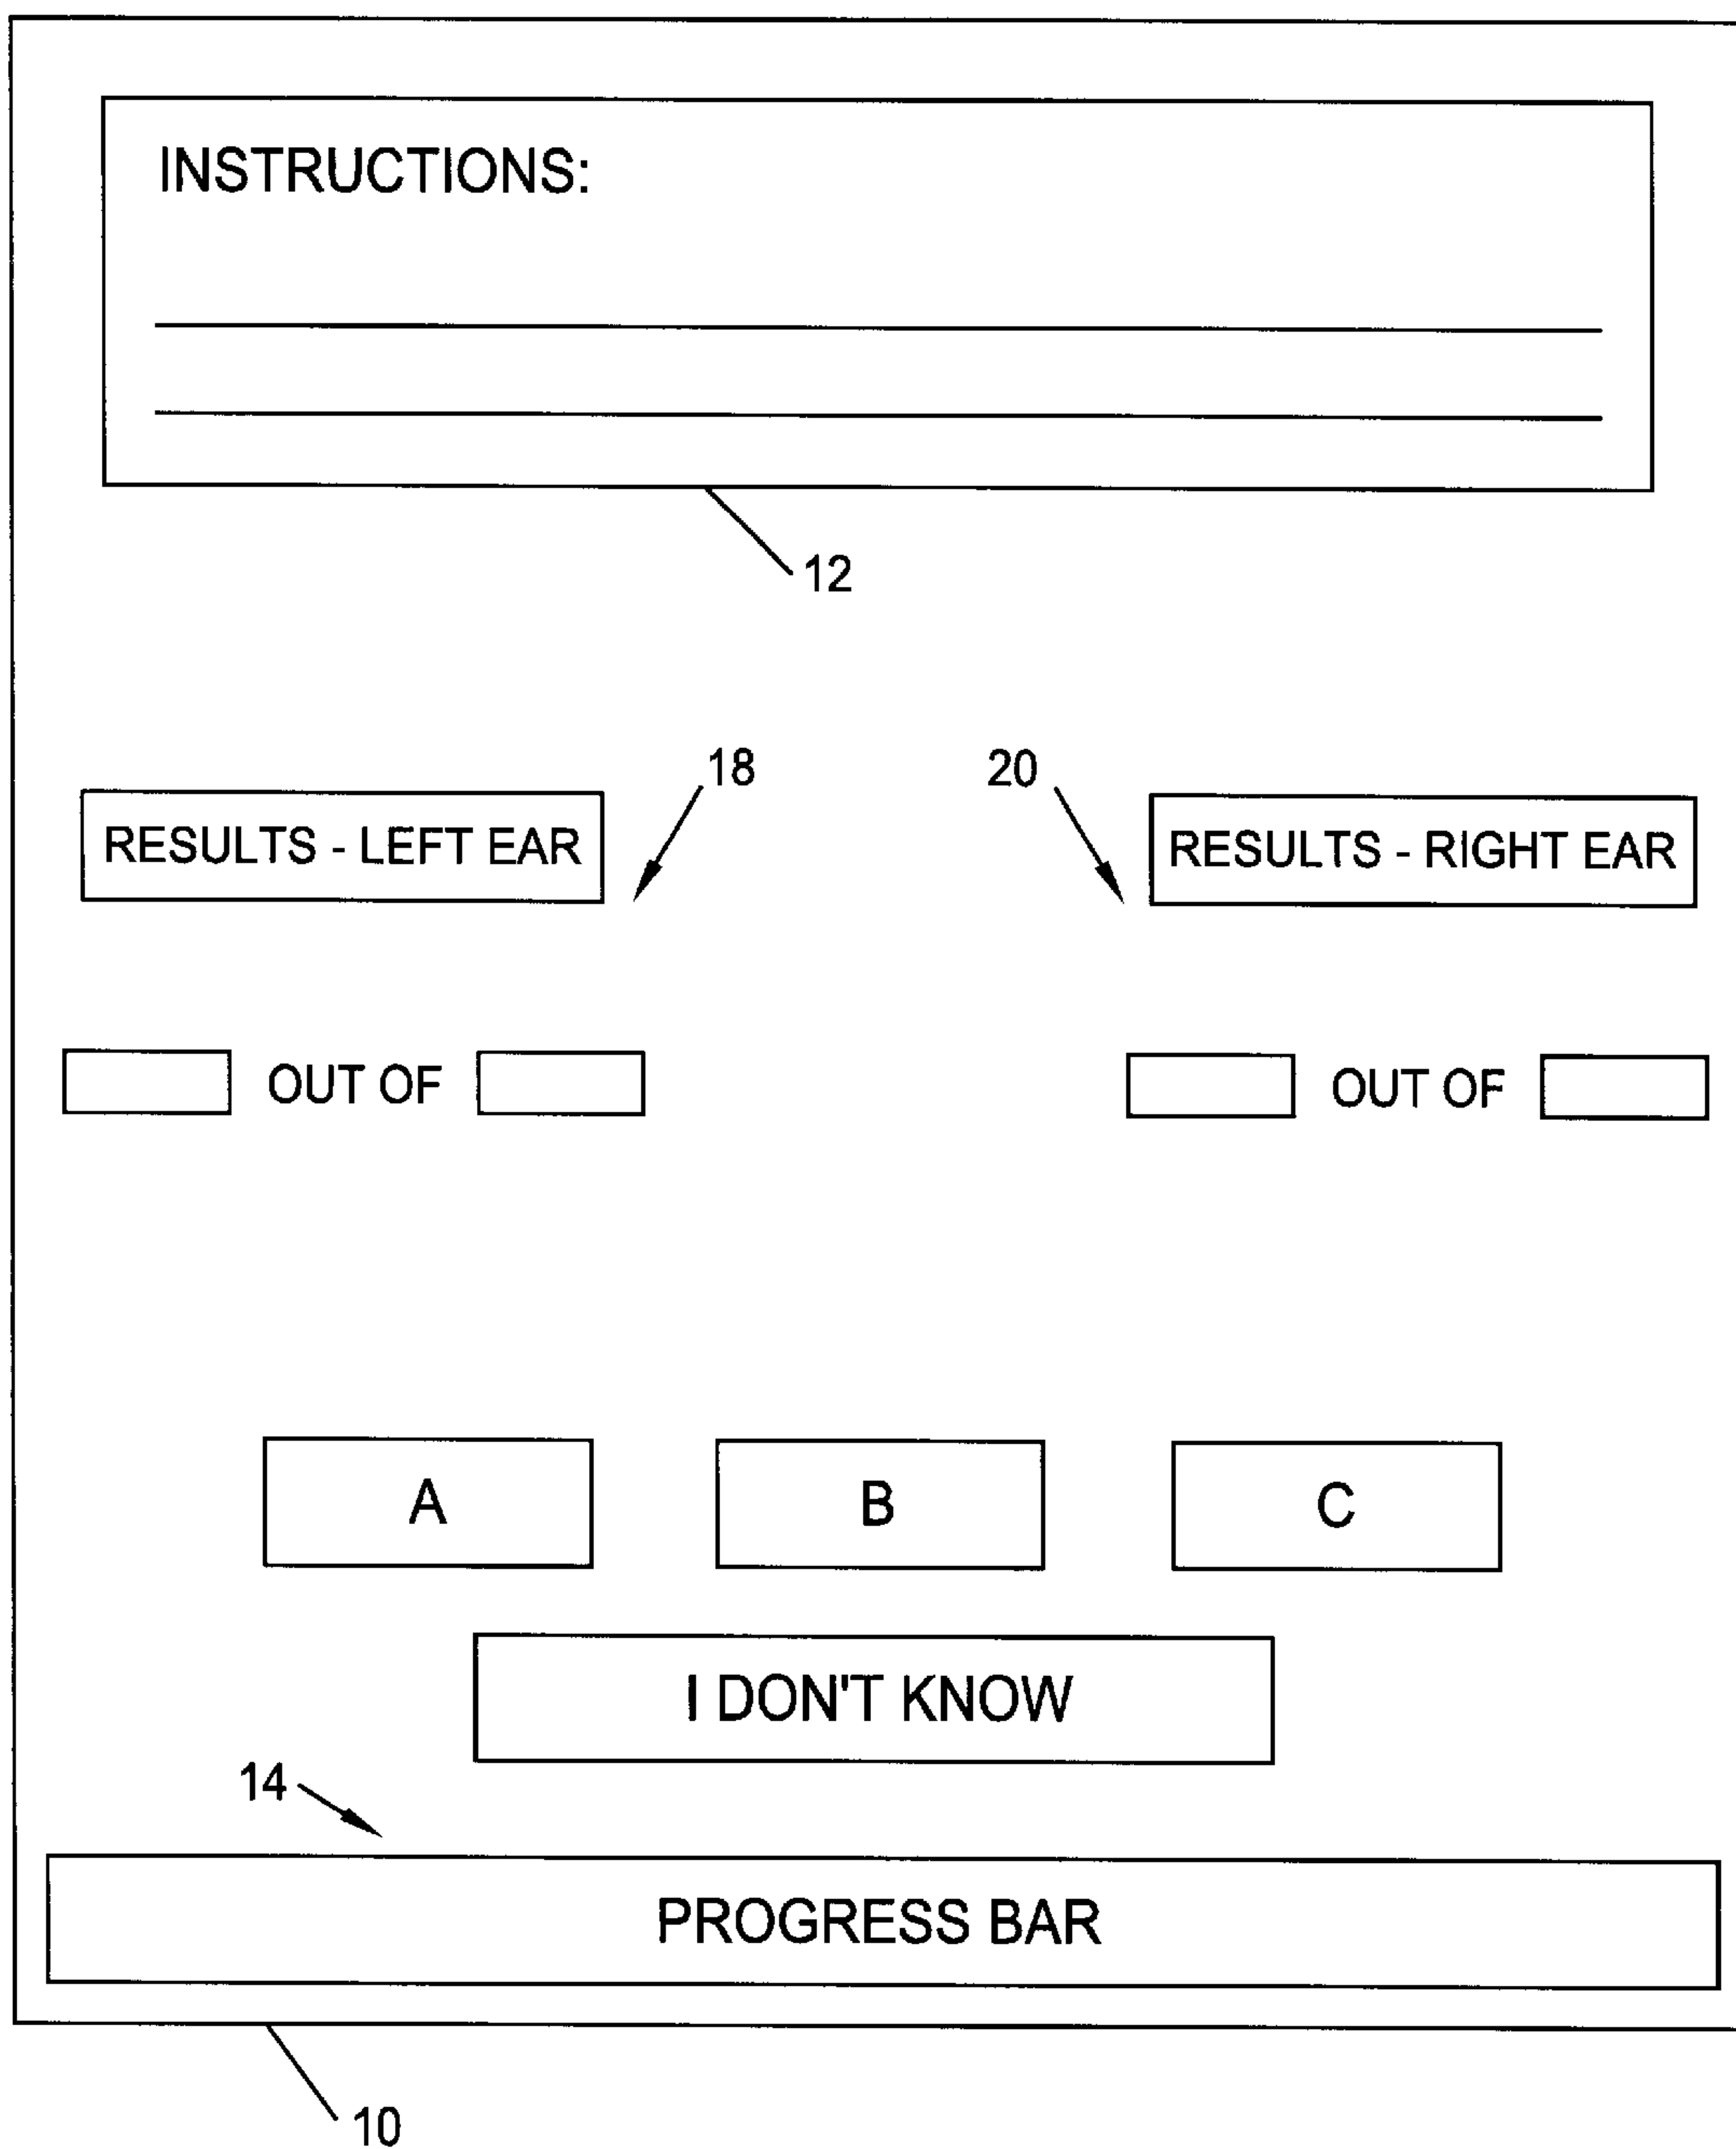 INSTRUCTIONS:
12
18
20
RESULTS - LEFT EAR
RESULTS - RIGHT EAR
OUT OF
OUT OF
A
B
C
I DON'T KNOW
14
PROGRESS BAR
10